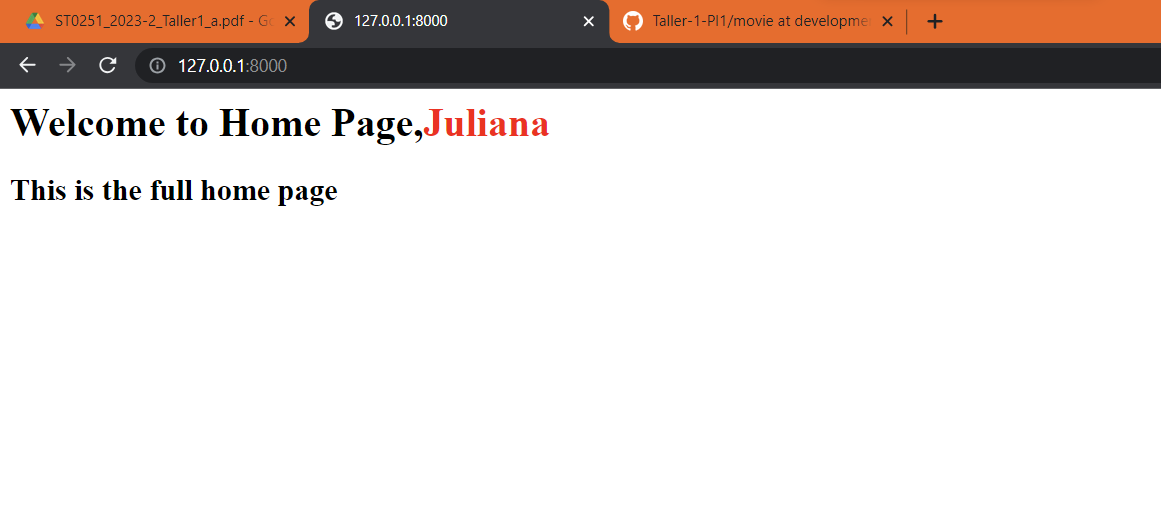 ST0251_2023-2_Taller1_a.pdf - Go
127.0.0.1:8000
Taller-1-PI1/movie at developme
127.0.0.1:8000
Welcome to Home Page,Juliana
This is the full home page